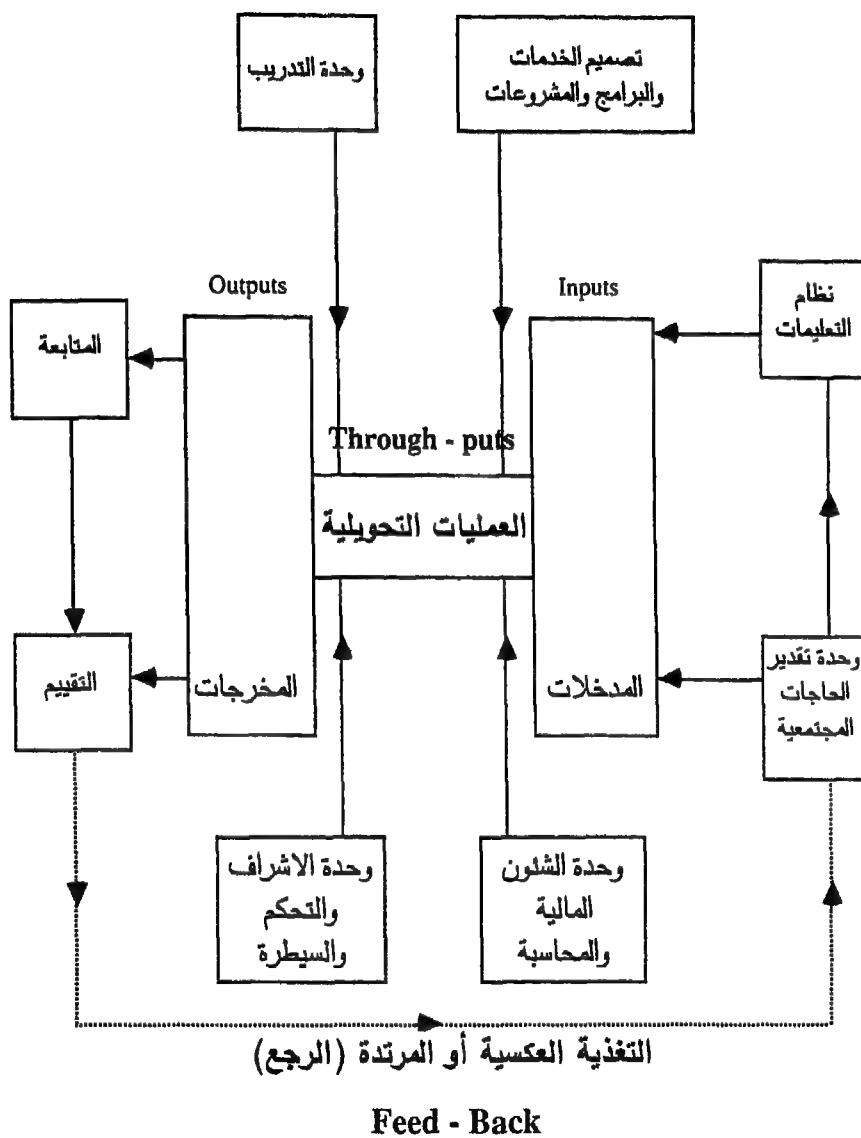 تصميم الخدمات
والبرامج والمشروعات
وحدة التدريب
Inputs
Outputs
نظام
التعليمات
المتابعة
Through - puts
العمليات التحويلية
وحدة تقدير
الحاجات
المجتمعية
المدخلات
المخرجات
التقييم
وحدة الشئون
المالية
والمحاسبة
وحدة الاشراف
والتحكم
والسيطرة
التغذية العكسية أو المرتدة (الرجع)
Feed - Back